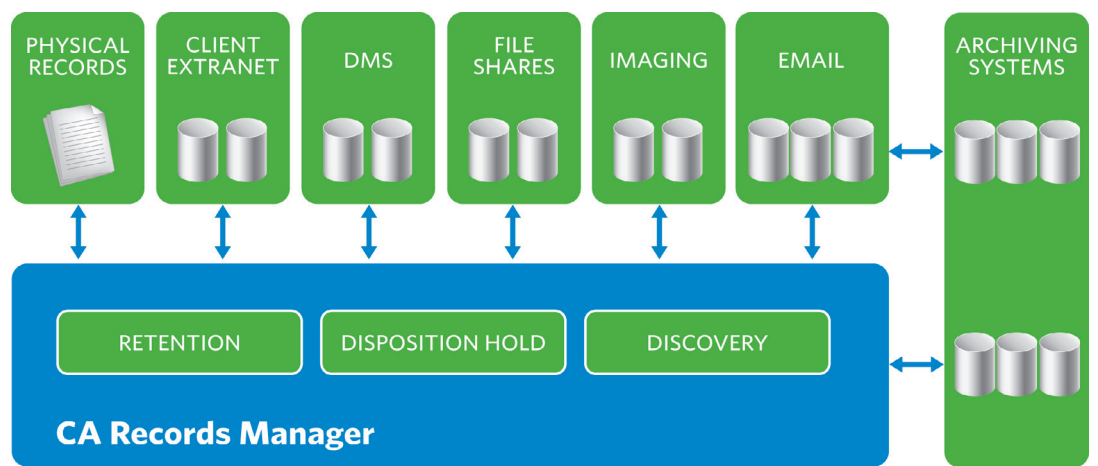 PHYSICAL
RECORDS
CLIENT
EXTRANET
DMS
FILE
SHARES
IMAGING
EMAIL
ARCHIVING
SYSTEMS
RETENTION
DISPOSITION HOLD
DISCOVERY
CA Records Manager